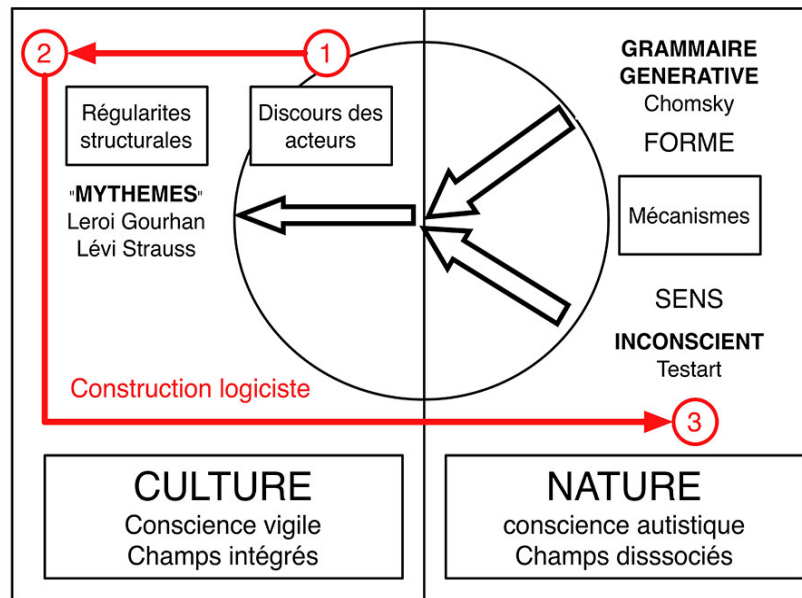 2
1
Régularites
structurales
Discours des
acteurs
"MYTHEMES"
Leroi Gourhan
Lévi Strauss
GRAMMAIRE
GENERATIVE
Chomsky
FORME
Mécanismes
SENS
INCONSCIENT
Testart
Construction logiciste
3
CULTURE
Conscience vigile
Champs intégrés
NATURE
conscience autistique
Champs disssociés